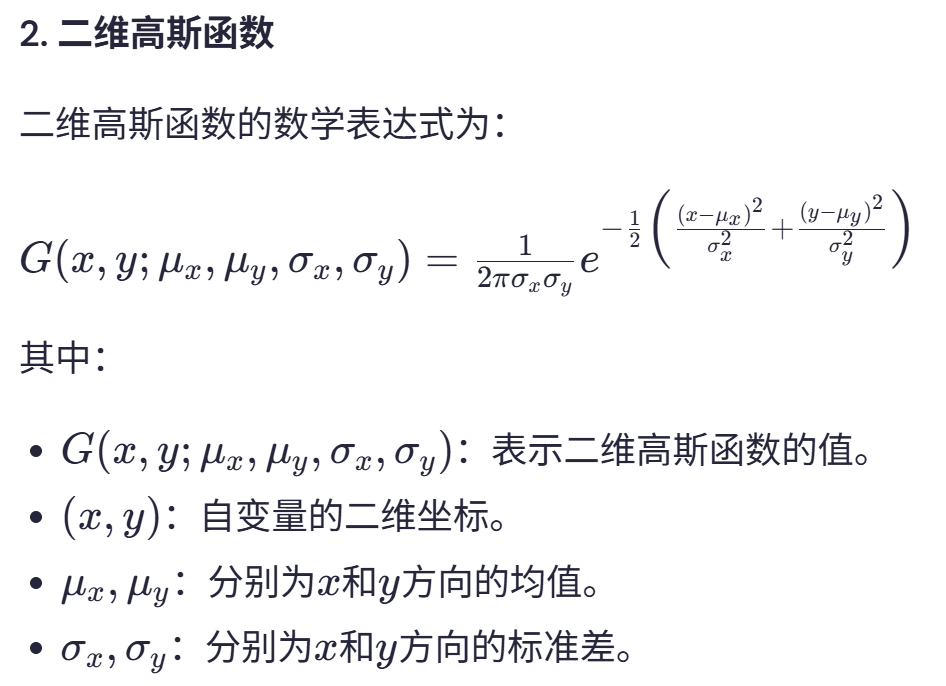 2. 二维高斯函数
二维高斯函数的数学表达式为：
$G(x, y; \mu_x, \mu_y, \sigma_x, \sigma_y) = \frac{1}{2\pi\sigma_x\sigma_y} e^{-\frac{1}{2}\left(\frac{(x-\mu_x)^2}{\sigma_x^2}+\frac{(y-\mu_y)^2}{\sigma_y^2}\right)}$
其中：
• $G(x, y; \mu_x, \mu_y, \sigma_x, \sigma_y)$：表示二维高斯函数的值。
• $(x, y)$：自变量的二维坐标。
• $\mu_x, \mu_y$：分别为$x$和$y$方向的均值。
• $\sigma_x, \sigma_y$：分别为$x$和$y$方向的标准差。